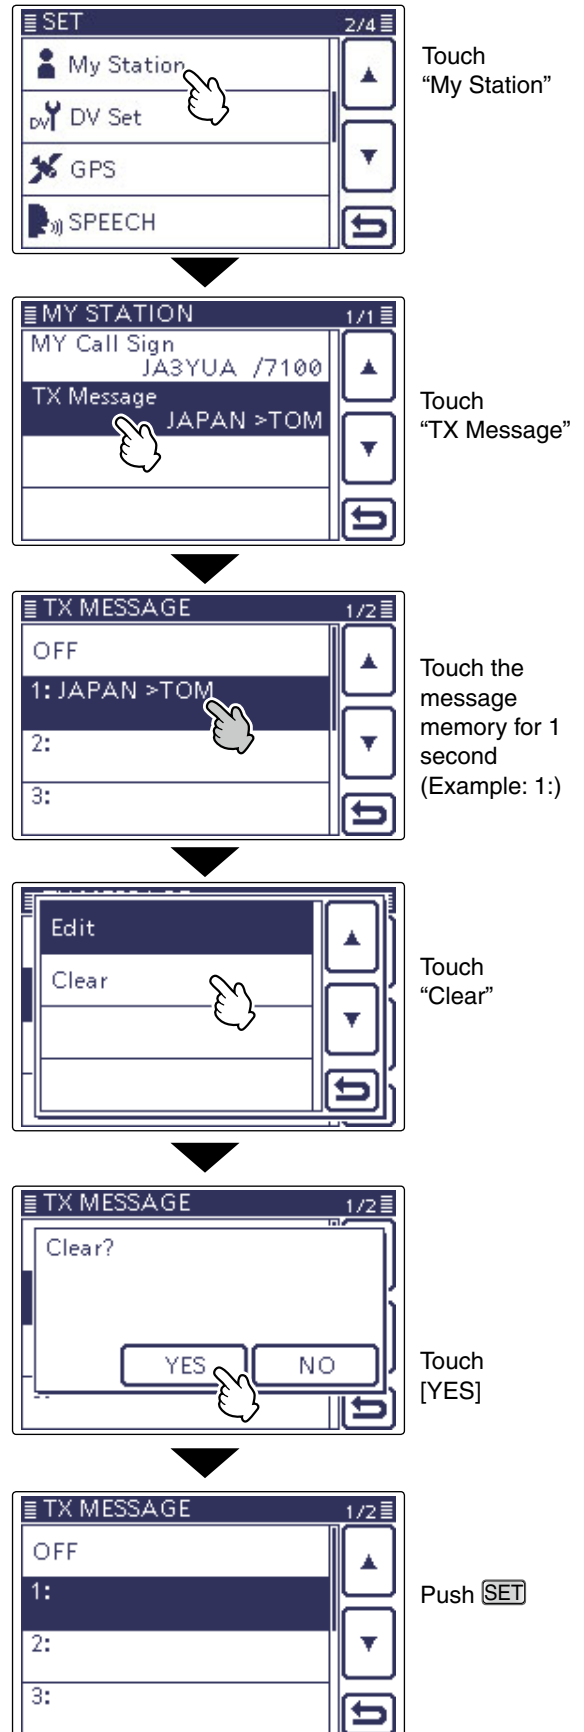 SET 2/4
My Station
Touch
“My Station”
DV DV Set
GPS
SPEECH
MY STATION 1/1
MY Call Sign
JA3YUA /7100
TX Message
JAPAN >TOM
Touch
“TX Message”
TX MESSAGE 1/2
OFF
1: JAPAN >TOM
2:
3:
Touch the
message
memory for 1
second
(Example: 1:)
Edit
Clear
Touch
“Clear”
TX MESSAGE 1/2
Clear?
YES NO
Touch
[YES]
TX MESSAGE 1/2
OFF
1:
2:
3:
Push SET